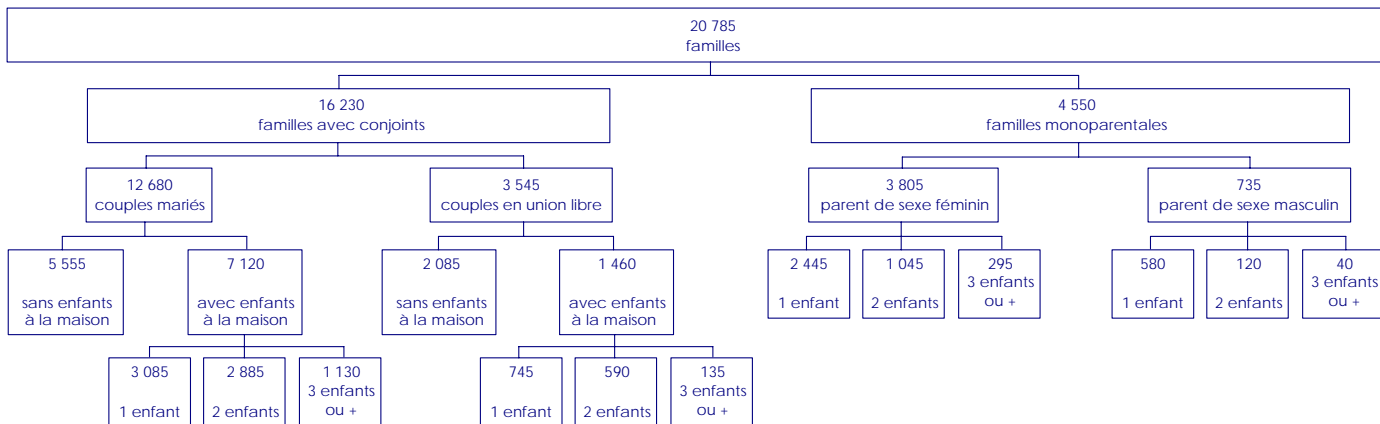 20 785
familles
16 230
familles avec conjoints
4 550
familles monoparentales
12 680
couples mariés
3 545
couples en union libre
3 805
parent de sexe féminin
735
parent de sexe masculin
5 555
sans enfants
à la maison
7 120
avec enfants
à la maison
2 085
sans enfants
à la maison
1 460
avec enfants
à la maison
2 445
1 enfant
1 045
2 enfants
295
3 enfants
ou +
580
1 enfant
120
2 enfants
40
3 enfants
ou +
3 085
1 enfant
2 885
2 enfants
1 130
3 enfants
ou +
745
1 enfant
590
2 enfants
135
3 enfants
ou +